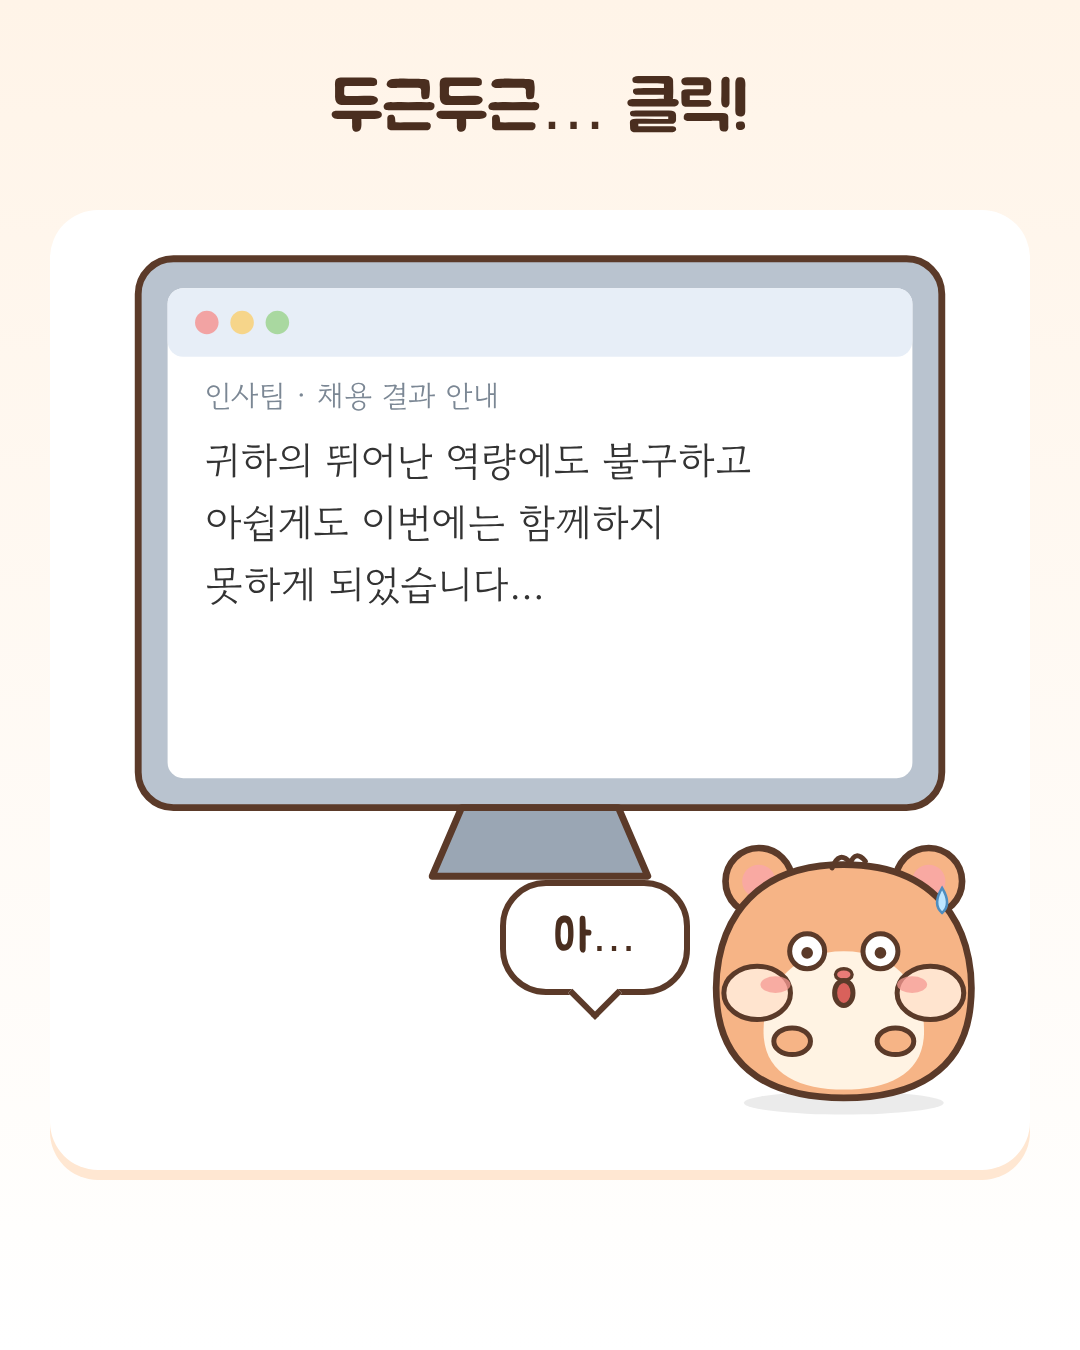 두근두근... 클릭!
인사팀 · 채용 결과 안내
귀하의 뛰어난 역량에도 불구하고
아쉽게도 이번에는 함께하지
못하게 되었습니다...
아...